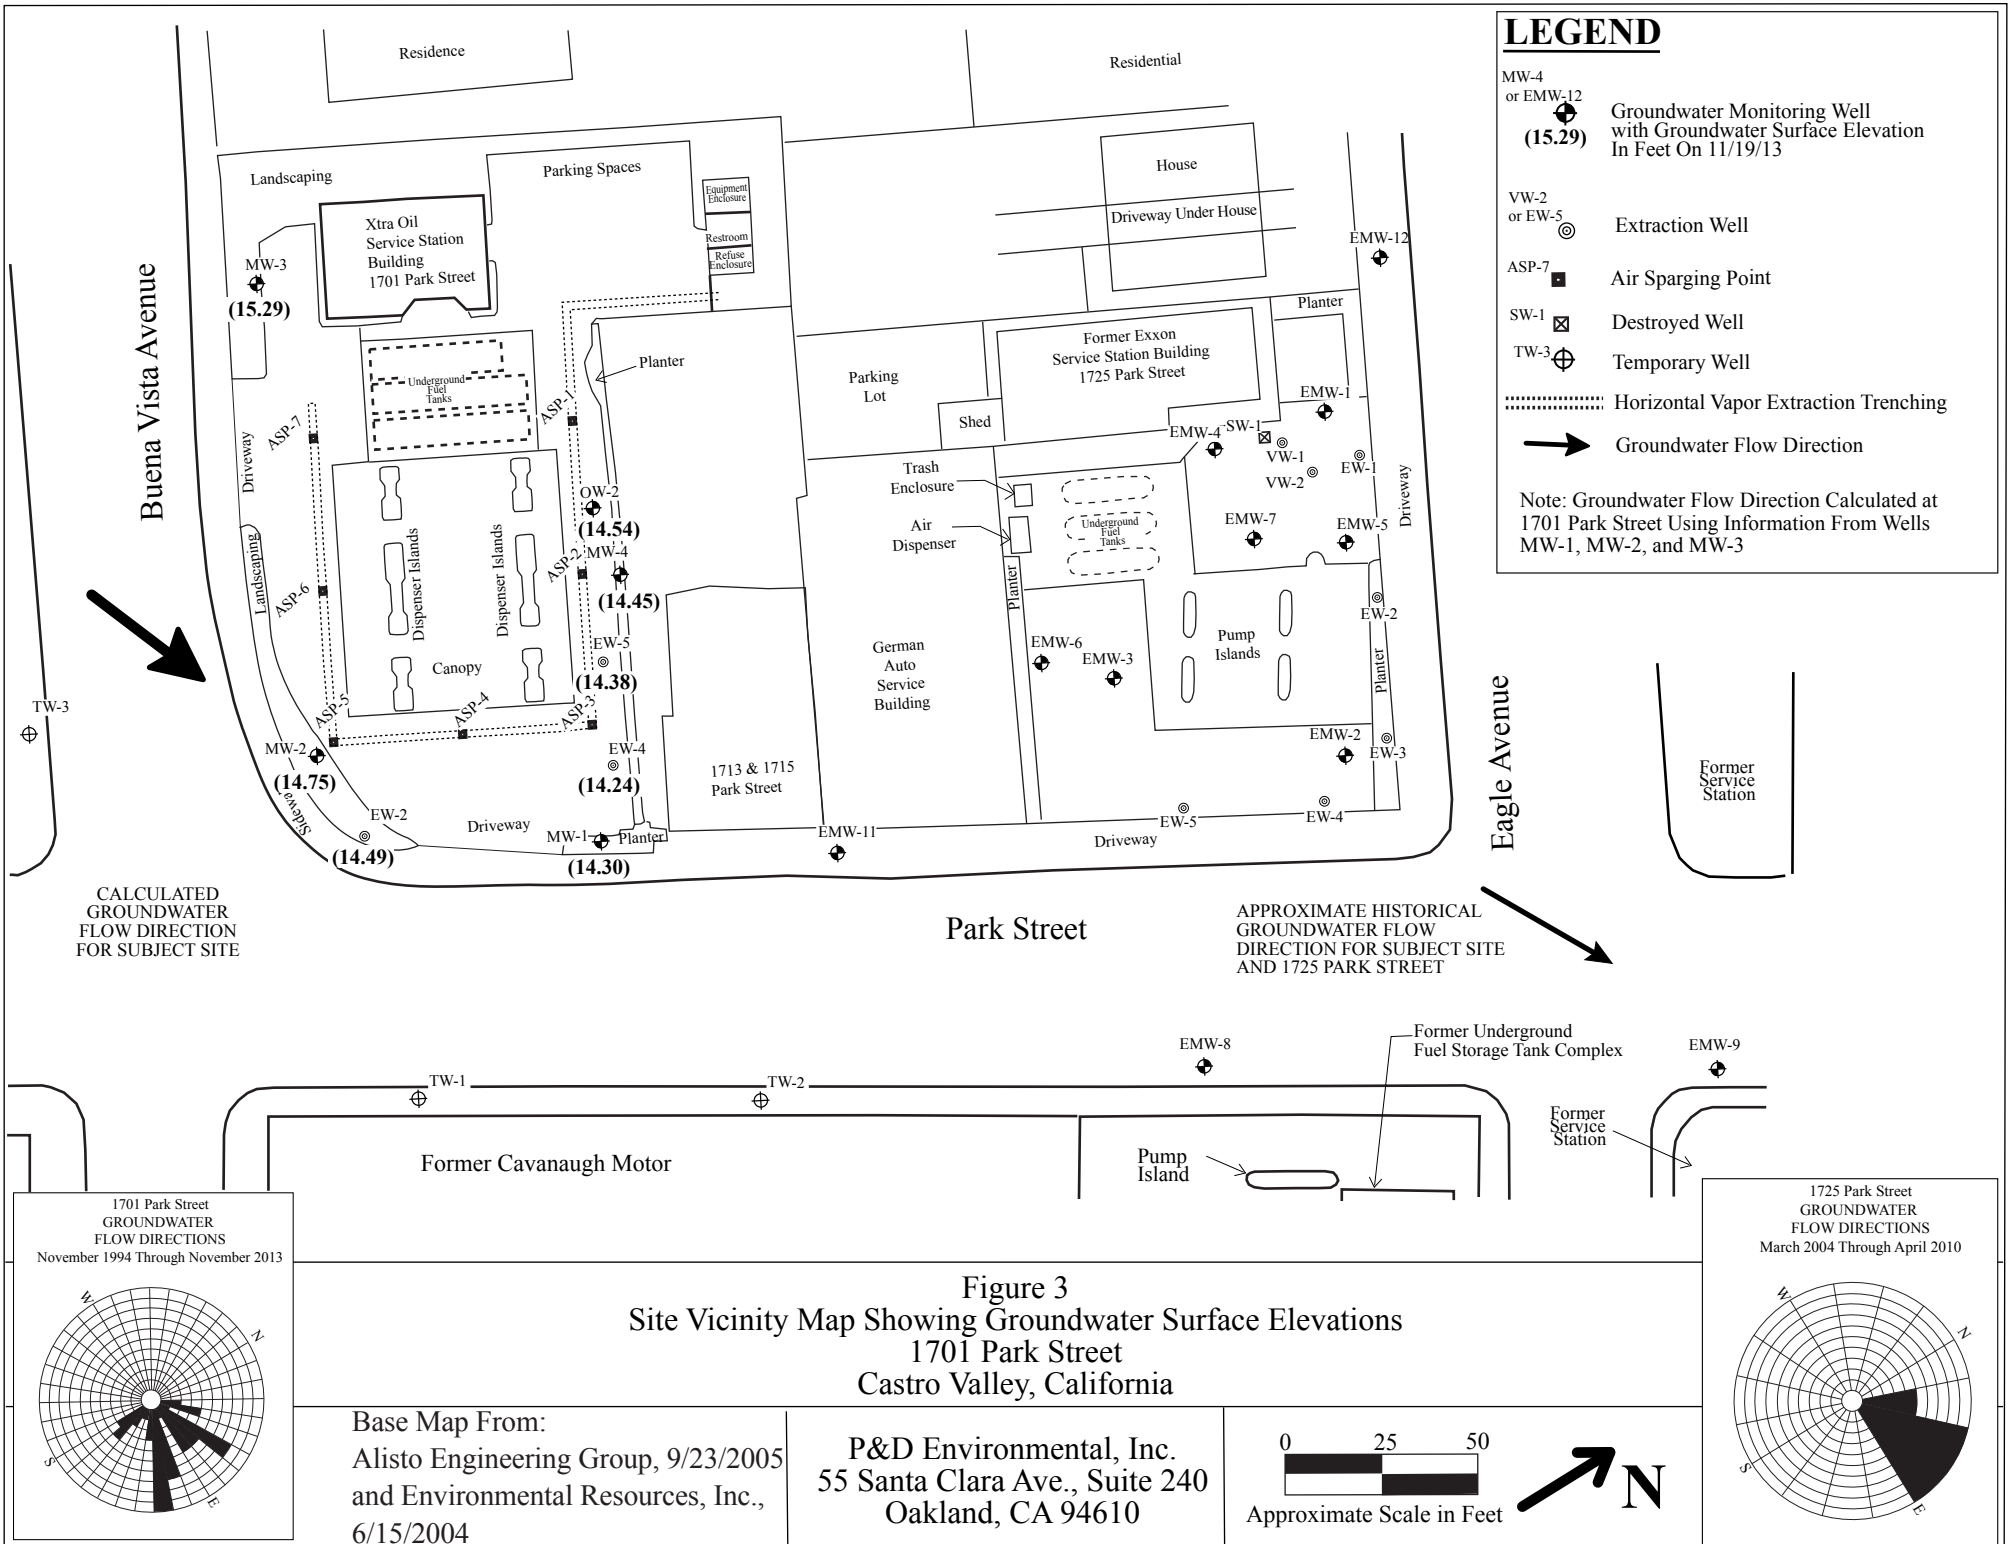 Residence
Residential
Landscaping
Parking Spaces
Equipment
Enclosure
Restroom
Refuse
Enclosure
Xtra Oil
Service Station
Building
1701 Park Street
MW-3
(15.29)
Buena Vista Avenue
House
Driveway Under House
EMW-12
Planter
Planter
Former Exxon
Service Station Building
1725 Park Street
Parking
Lot
Shed
Underground
Fuel
Tanks
ASP-1
ASP-7
Driveway
EMW-1
EMW-4
SW-1
VW-1
VW-2
EW-1
Driveway
Trash
Enclosure
Air
Dispenser
Underground
Fuel
Tanks
EMW-7
EMW-5
OW-2
(14.54)
MW-4
(14.45)
ASP-2
Landscaping
ASP-6
Dispenser Islands
Dispenser Islands
Canopy
EW-5
(14.38)
ASP-5
ASP-4
ASP-3
Planter
EW-2
EMW-6
EMW-3
Pump
Islands
Planter
German
Auto
Service
Building
TW-3
MW-2
(14.75)
EW-4
(14.24)
1713 & 1715
Park Street
EMW-2
EW-3
EW-2
(14.49)
Driveway
MW-1
Planter
(14.30)
EMW-11
EW-5
EW-4
Driveway
Eagle Avenue
Former
Service
Station
CALCULATED
GROUNDWATER
FLOW DIRECTION
FOR SUBJECT SITE
Park Street
APPROXIMATE HISTORICAL
GROUNDWATER FLOW
DIRECTION FOR SUBJECT SITE
AND 1725 PARK STREET
EMW-8
Former Underground
Fuel Storage Tank Complex
EMW-9
TW-1
TW-2
Former
Service
Station
Former Cavanaugh Motor
Pump
Island
LEGEND
MW-4
or EMW-12
(15.29)
Groundwater Monitoring Well
with Groundwater Surface Elevation
In Feet On 11/19/13
VW-2
or EW-5
Extraction Well
ASP-7
Air Sparging Point
SW-1
Destroyed Well
TW-3
Temporary Well
Horizontal Vapor Extraction Trenching
Groundwater Flow Direction
Note: Groundwater Flow Direction Calculated at
1701 Park Street Using Information From Wells
MW-1, MW-2, and MW-3
1701 Park Street
GROUNDWATER
FLOW DIRECTIONS
November 1994 Through November 2013
W
N
S
E
Figure 3
Site Vicinity Map Showing Groundwater Surface Elevations
1701 Park Street
Castro Valley, California
Base Map From:
Alisto Engineering Group, 9/23/2005
and Environmental Resources, Inc.,
6/15/2004
P&D Environmental, Inc.
55 Santa Clara Ave., Suite 240
Oakland, CA 94610
0 25 50
Approximate Scale in Feet
N
1725 Park Street
GROUNDWATER
FLOW DIRECTIONS
March 2004 Through April 2010
W
N
S
E